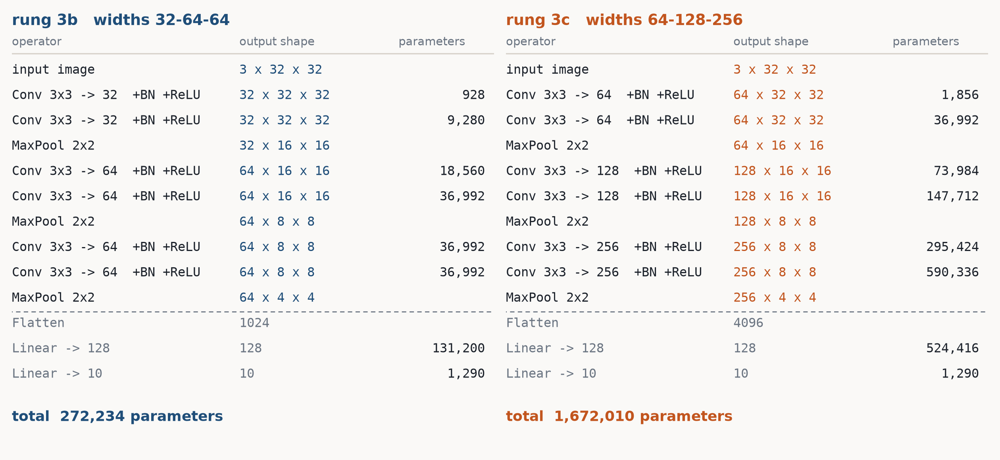 rung 3b widths 32-64-64
operator output shape parameters
input image 3 x 32 x 32
Conv 3x3 -> 32 +BN +ReLU 32 x 32 x 32 928
Conv 3x3 -> 32 +BN +ReLU 32 x 32 x 32 9,280
MaxPool 2x2 32 x 16 x 16
Conv 3x3 -> 64 +BN +ReLU 64 x 16 x 16 18,560
Conv 3x3 -> 64 +BN +ReLU 64 x 16 x 16 36,992
MaxPool 2x2 64 x 8 x 8
Conv 3x3 -> 64 +BN +ReLU 64 x 8 x 8 36,992
Conv 3x3 -> 64 +BN +ReLU 64 x 8 x 8 36,992
MaxPool 2x2 64 x 4 x 4
Flatten 1024
Linear -> 128 128 131,200
Linear -> 10 10 1,290
total 272,234 parameters
rung 3c widths 64-128-256
operator output shape parameters
input image 3 x 32 x 32
Conv 3x3 -> 64 +BN +ReLU 64 x 32 x 32 1,856
Conv 3x3 -> 64 +BN +ReLU 64 x 32 x 32 36,992
MaxPool 2x2 64 x 16 x 16
Conv 3x3 -> 128 +BN +ReLU 128 x 16 x 16 73,984
Conv 3x3 -> 128 +BN +ReLU 128 x 16 x 16 147,712
MaxPool 2x2 128 x 8 x 8
Conv 3x3 -> 256 +BN +ReLU 256 x 8 x 8 295,424
Conv 3x3 -> 256 +BN +ReLU 256 x 8 x 8 590,336
MaxPool 2x2 256 x 4 x 4
Flatten 4096
Linear -> 128 128 524,416
Linear -> 10 10 1,290
total 1,672,010 parameters